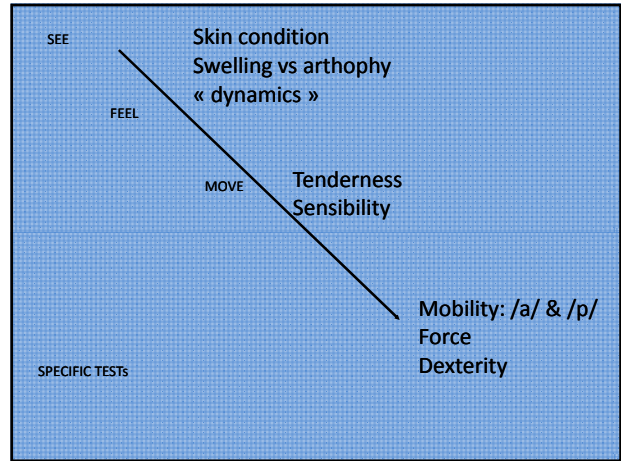 SEE
Skin condition
Swelling vs arthophy
« dynamics »
FEEL
MOVE
Tenderness
Sensibility
Mobility: /a/ & /p/
Force
Dexterity
SPECIFIC TESTs